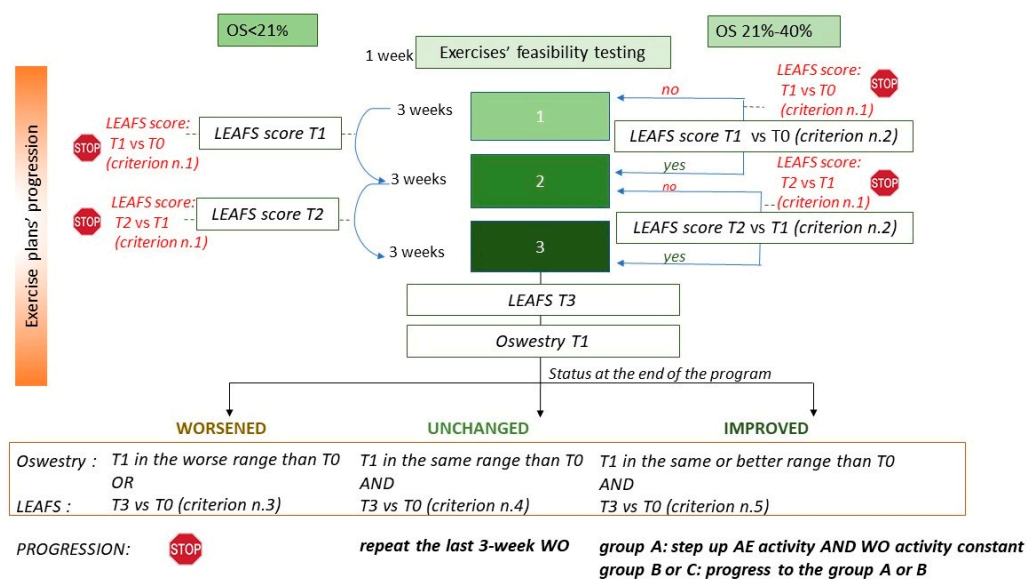 OS<21%
OS 21%-40%
1 week
Exercises’ feasibility testing
Exercise plans’ progression
LEAFS score:
T1 vs T0
(criterion n.1)
STOP
LEAFS score T1
3 weeks
1
no
LEAFS score:
T1 vs T0
(criterion n.1)
STOP
LEAFS score T1 vs T0 (criterion n.2)
yes
LEAFS score:
T2 vs T1
(criterion n.1)
STOP
LEAFS score T2
3 weeks
2
no
LEAFS score:
T2 vs T1
(criterion n.1)
STOP
LEAFS score T2 vs T1 (criterion n.2)
yes
3 weeks
3
LEAFS T3
Oswestry T1
Status at the end of the program
WORSENED
UNCHANGED
IMPROVED
Oswestry : T1 in the worse range than T0 T1 in the same range than T0 T1 in the same or better range than T0
OR AND AND
LEAFS : T3 vs T0 (criterion n.3) T3 vs T0 (criterion n.4) T3 vs T0 (criterion n.5)
PROGRESSION: STOP repeat the last 3-week WO group A: step up AE activity AND WO activity constant
group B or C: progress to the group A or B